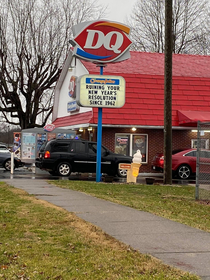 DQ
RUINING YOUR
NEW YEAR'S
RESOLUTION
SINCE 1962